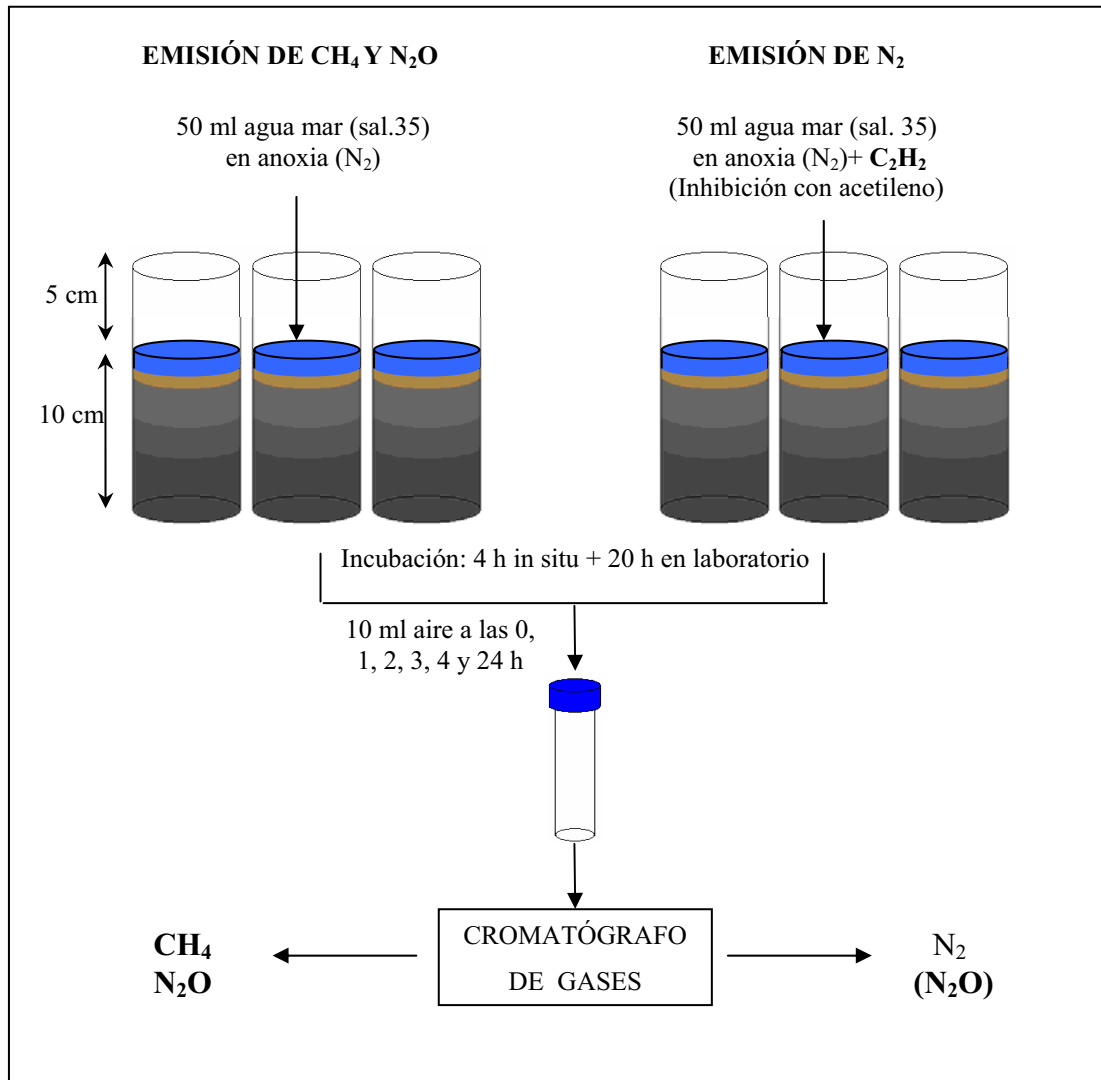 EMISIÓN DE CH₄ Y N₂O
50 ml agua mar (sal.35)
en anoxia (N₂)
EMISIÓN DE N₂
50 ml agua mar (sal. 35)
en anoxia (N₂)+ C₂H₂
(Inhibición con acetileno)
5 cm
10 cm
Incubación: 4 h in situ + 20 h en laboratorio
10 ml aire a las 0,
1, 2, 3, 4 y 24 h
CROMATÓGRAFO
DE GASES
CH₄
N₂O
N₂
(N₂O)